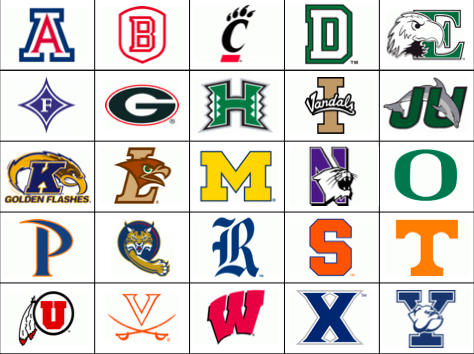 A B C D E
F G H I Vandals JU
K GOLDEN FLASHES. L M N O
P R S T
U V W X Y